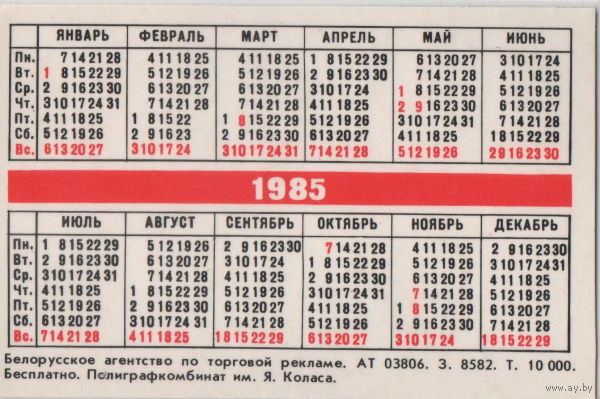 ЯНВАРЬ ФЕВРАЛЬ МАРТ АПРЕЛЬ МАЙ ИЮНЬ
Пн. 7 14 21 28 4 11 18 25 4 11 18 25 1 8 15 22 29 6 13 20 27 3 10 17 24
Вт. 1 8 15 22 29 5 12 19 26 5 12 19 26 2 9 16 23 30 7 14 21 28 4 11 18 25
Ср. 2 9 16 23 30 6 13 20 27 6 13 20 27 3 10 17 24 1 8 15 22 29 5 12 19 26
Чт. 3 10 17 24 31 7 14 21 28 7 14 21 28 4 11 18 25 2 9 16 23 30 6 13 20 27
Пт. 4 11 18 25 1 8 15 22 1 8 15 22 29 5 12 19 26 3 10 17 24 31 7 14 21 28
Сб. 5 12 19 26 2 9 16 23 2 9 16 23 30 6 13 20 27 4 11 18 25 1 8 15 22 29
Вс. 6 13 20 27 3 10 17 24 3 10 17 24 31 7 14 21 28 5 12 19 26 2 9 16 23 30
1985
ИЮЛЬ АВГУСТ СЕНТЯБРЬ ОКТЯБРЬ НОЯБРЬ ДЕКАБРЬ
Пн. 1 8 15 22 29 5 12 19 26 2 9 16 23 30 7 14 21 28 4 11 18 25 2 9 16 23 30
Вт. 2 9 16 23 30 6 13 20 27 3 10 17 24 1 8 15 22 29 5 12 19 26 3 10 17 24 31
Ср. 3 10 17 24 31 7 14 21 28 4 11 18 25 2 9 16 23 30 6 13 20 27 4 11 18 25
Чт. 4 11 18 25 1 8 15 22 29 5 12 19 26 3 10 17 24 31 7 14 21 28 5 12 19 26
Пт. 5 12 19 26 2 9 16 23 30 6 13 20 27 4 11 18 25 1 8 15 22 29 6 13 20 27
Сб. 6 13 20 27 3 10 17 24 31 7 14 21 28 5 12 19 26 2 9 16 23 30 7 14 21 28
Вс. 7 14 21 28 4 11 18 25 1 8 15 22 29 6 13 20 27 3 10 17 24 1 8 15 22 29
Белорусское агентство по торговой рекламе. АТ 03806. З. 8582. Т. 10 000.
Бесплатно. Полиграфкомбинат им. Я. Коласа.
www.ay.by